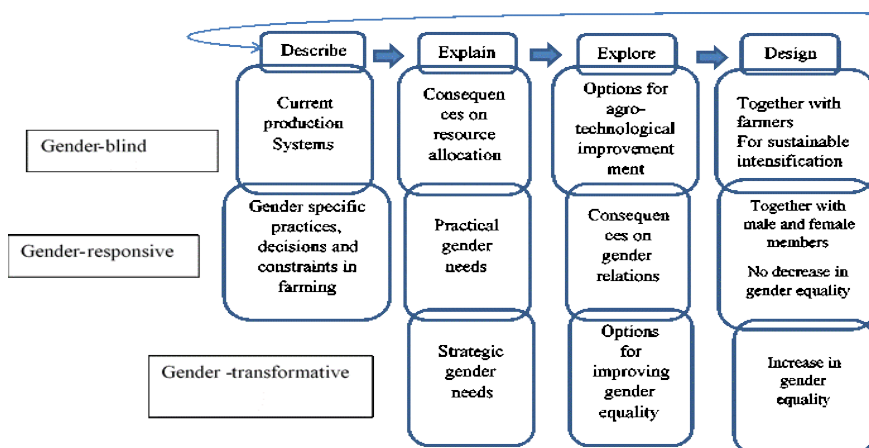 Describe
Explain
Explore
Design
Gender-blind
Current
production
Systems
Consequen
ces on
resource
allocation
Options for
agro-
technological
improvement
ment
Together with
farmers
For sustainable
intensification
Gender-responsive
Gender specific
practices,
decisions and
constraints in
farming
Practical
gender
needs
Consequen
ces on
gender
relations
Together with
male and female
members
No decrease in
gender equality
Gender -transformative
Strategic
gender
needs
Options
for
improving
gender
equality
Increase in
gender
equality